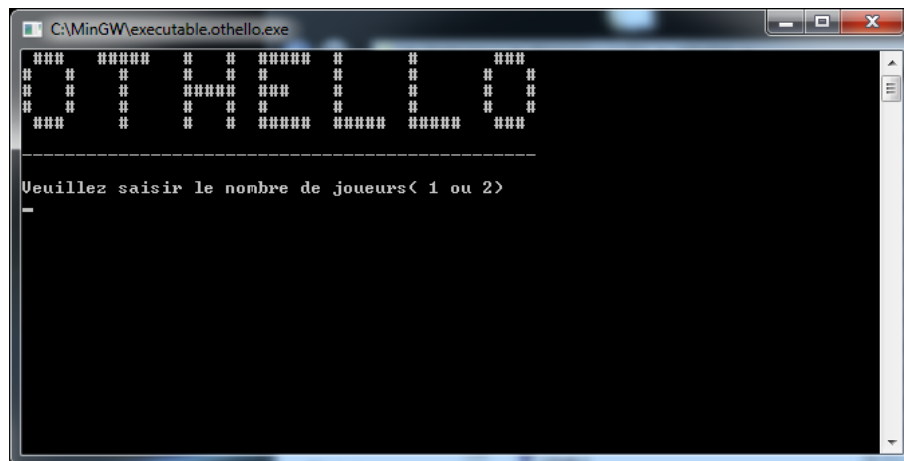 C:\MinGW\executable.othello.exe
OTHELLO
Veuillez saisir le nombre de joueurs( 1 ou 2)